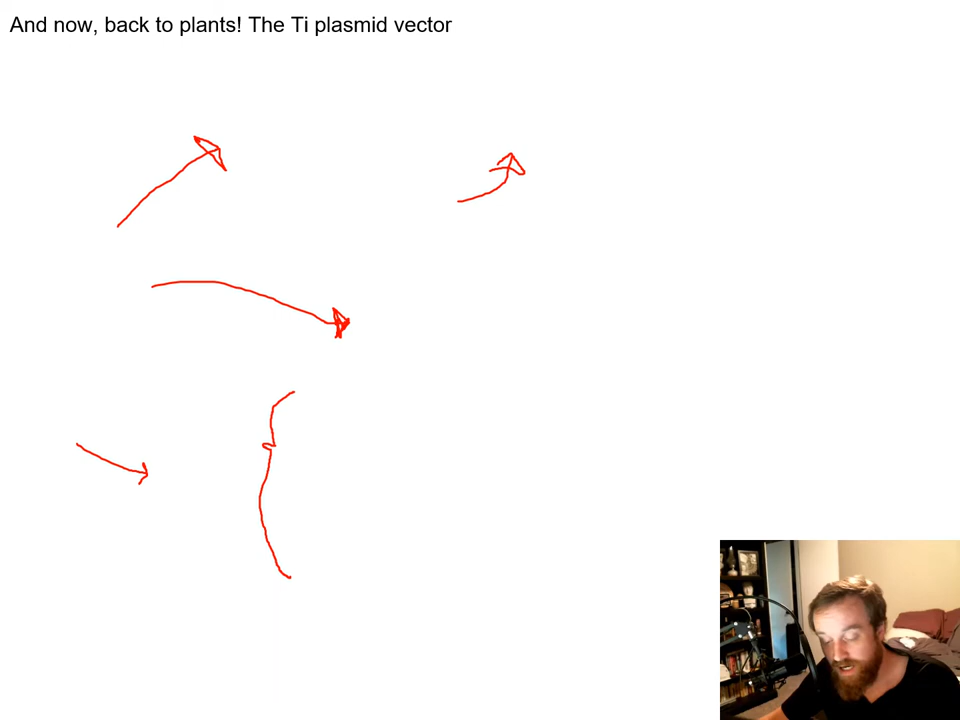 And now, back to plants! The Ti plasmid vector